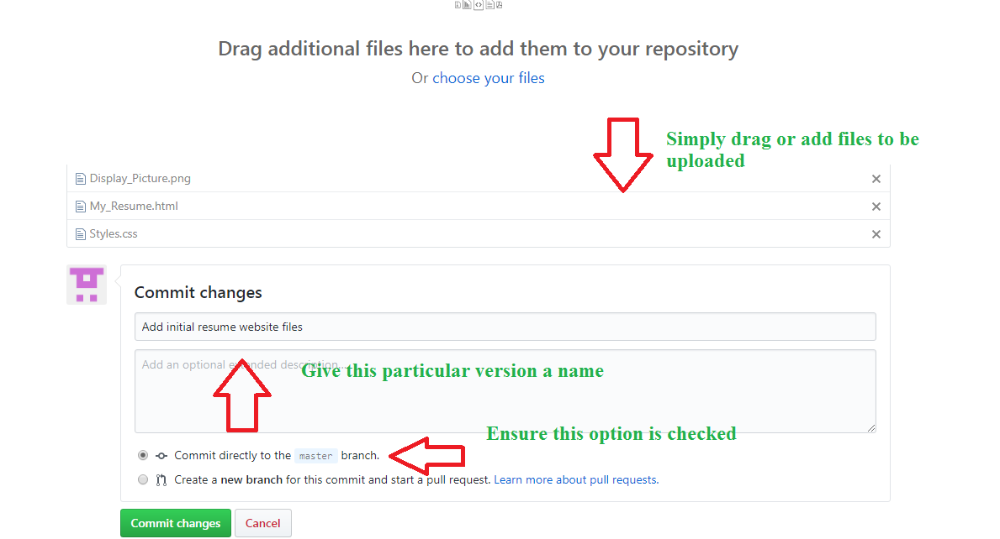 Drag additional files here to add them to your repository
Or choose your files
Simply drag or add files to be
uploaded
Display_Picture.png
My_Resume.html
Styles.css
Commit changes
Add initial resume website files
Add an optional extended description...
Give this particular version a name
Ensure this option is checked
Commit directly to the master branch.
Create a new branch for this commit and start a pull request. Learn more about pull requests.
Commit changes
Cancel